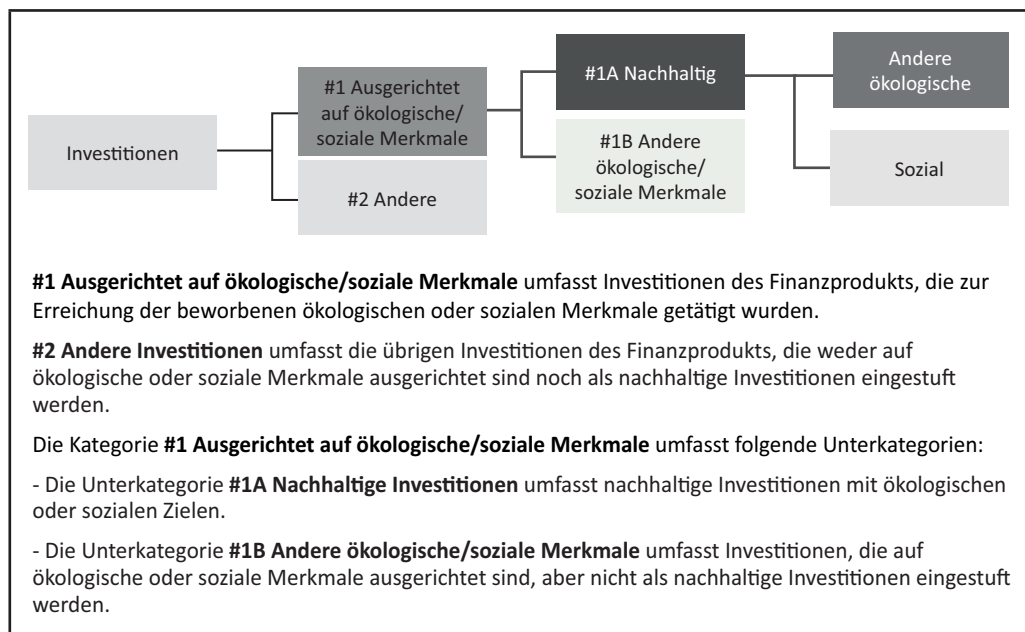 Investitionen
#1 Ausgerichtet
auf ökologische/
soziale Merkmale
#2 Andere
#1A Nachhaltig
#1B Andere
ökologische/
soziale Merkmale
Andere
ökologische
Sozial
#1 Ausgerichtet auf ökologische/soziale Merkmale umfasst Investitionen des Finanzprodukts, die zur
Erreichung der beworbenen ökologischen oder sozialen Merkmale getätigt wurden.
#2 Andere Investitionen umfasst die übrigen Investitionen des Finanzprodukts, die weder auf
ökologische oder soziale Merkmale ausgerichtet sind noch als nachhaltige Investitionen eingestuft
werden.
Die Kategorie #1 Ausgerichtet auf ökologische/soziale Merkmale umfasst folgende Unterkategorien:
- Die Unterkategorie #1A Nachhaltige Investitionen umfasst nachhaltige Investitionen mit ökologischen
oder sozialen Zielen.
- Die Unterkategorie #1B Andere ökologische/soziale Merkmale umfasst Investitionen, die auf
ökologische oder soziale Merkmale ausgerichtet sind, aber nicht als nachhaltige Investitionen eingestuft
werden.